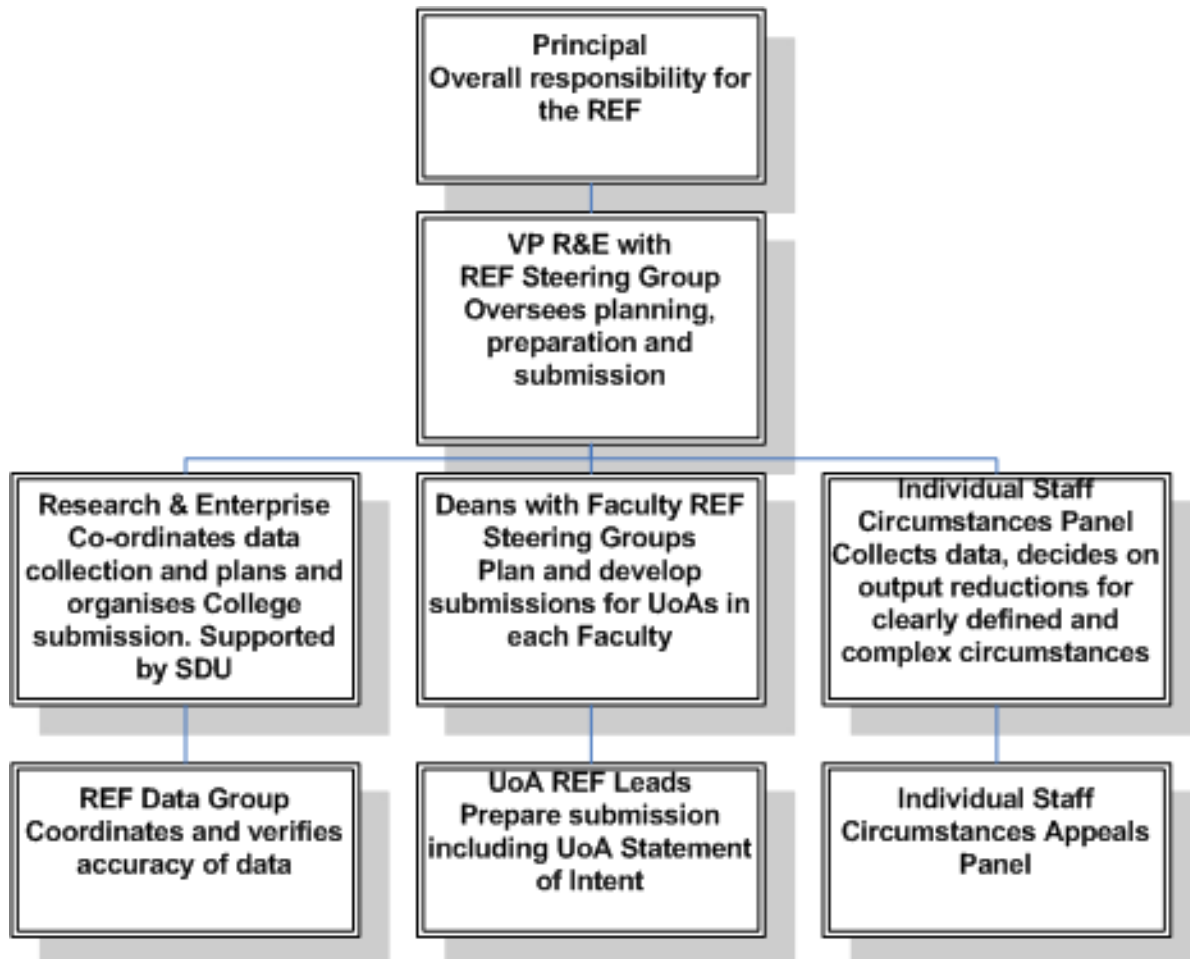 Principal
Overall responsibility for
the REF
VP R&E with
REF Steering Group
Oversees planning,
preparation and
submission
Research & Enterprise
Co-ordinates data
collection and plans and
organises College
submission. Supported
by SDU
Deans with Faculty REF
Steering Groups
Plan and develop
submissions for UoAs in
each Faculty
Individual Staff
Circumstances Panel
Collects data, decides on
output reductions for
clearly defined and
complex circumstances
REF Data Group
Coordinates and verifies
accuracy of data
UoA REF Leads
Prepare submission
including UoA Statement
of Intent
Individual Staff
Circumstances Appeals
Panel